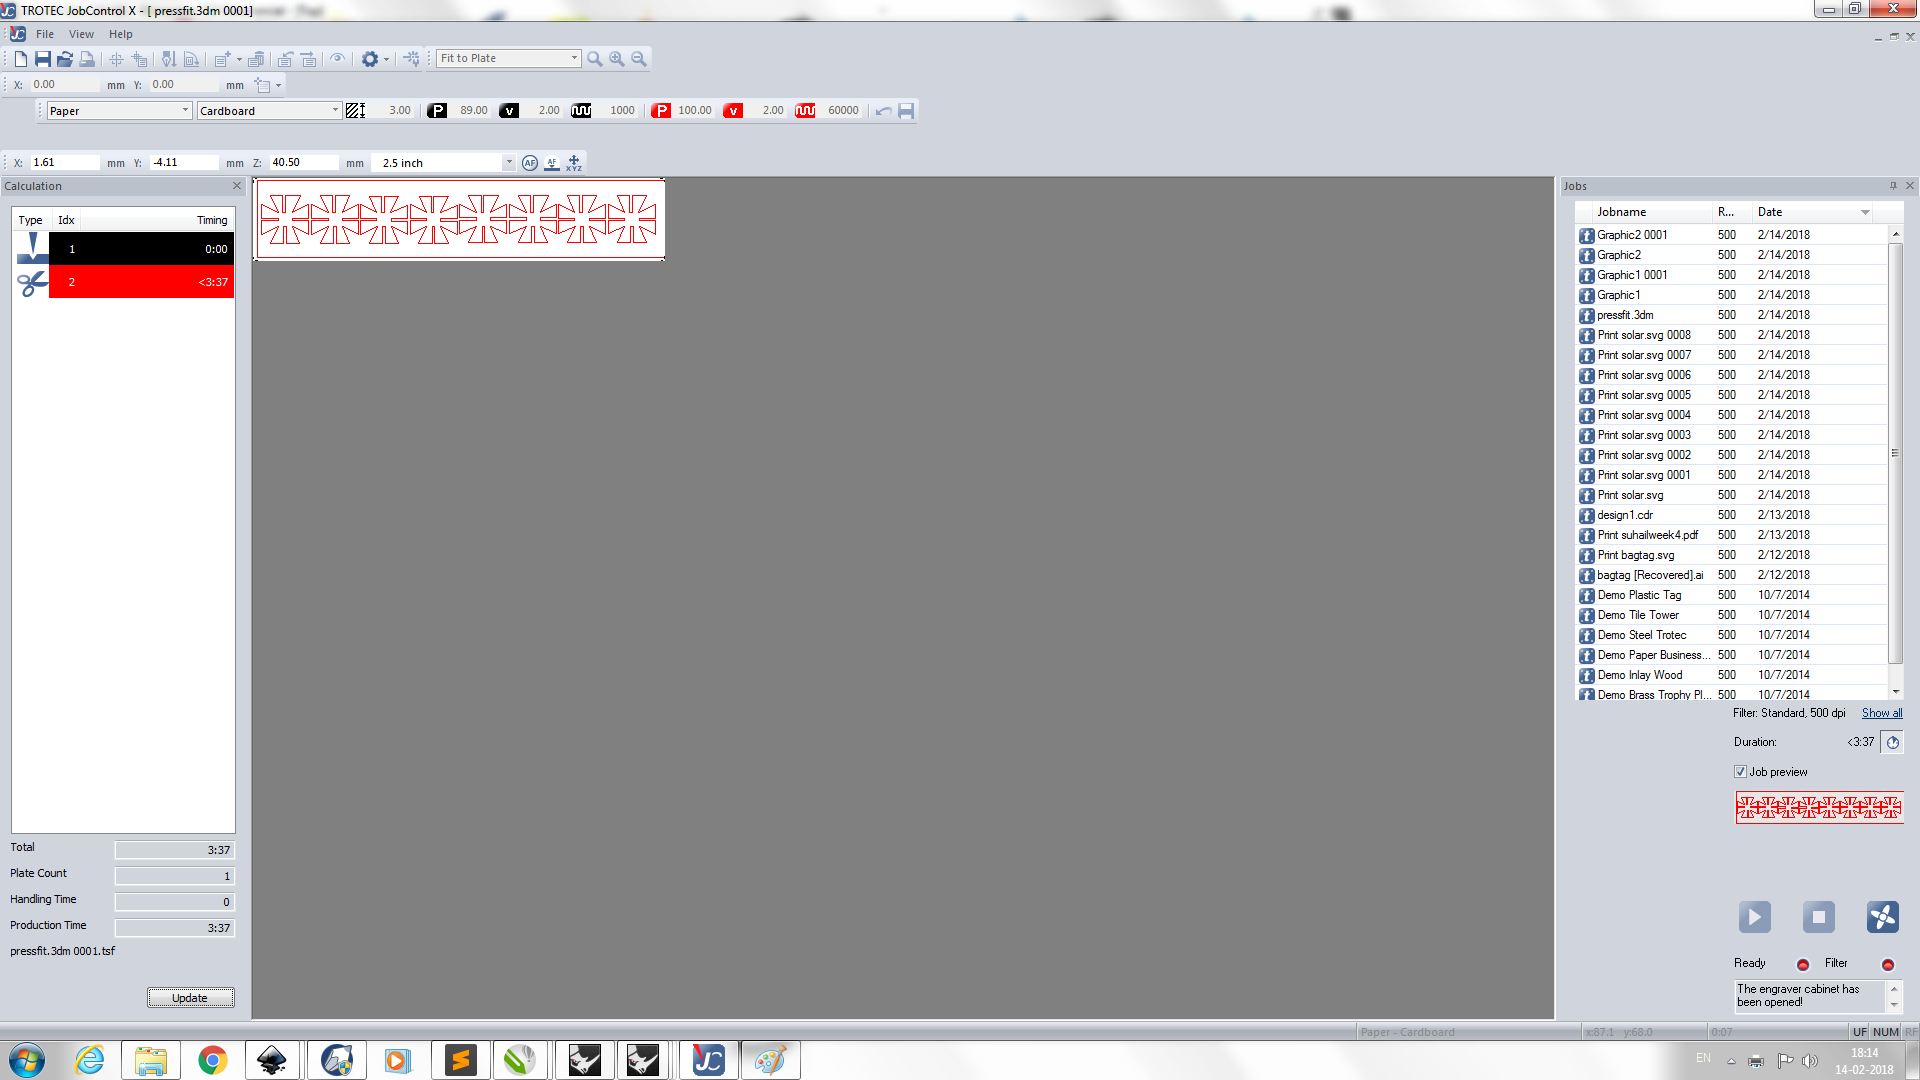 TROTEC JobControl X - [ pressfit.3dm 0001]
File View Help
Fit to Plate
X: 0.00 mm Y: 0.00 mm
Paper Cardboard 3.00 P 89.00 v 2.00 1000 P 100.00 v 2.00 60000
X: 1.61 mm Y: -4.11 mm Z: 40.50 mm 2.5 inch AF AF XYZ
Calculation
Type Idx Timing
1 0:00
2 <3:37
Total 3:37
Plate Count 1
Handling Time 0
Production Time 3:37
pressfit.3dm 0001.tsf
Update
Jobs
Jobname R... Date
Graphic2 0001 500 2/14/2018
Graphic2 500 2/14/2018
Graphic1 0001 500 2/14/2018
Graphic1 500 2/14/2018
pressfit.3dm 500 2/14/2018
Print solar.svg 0008 500 2/14/2018
Print solar.svg 0007 500 2/14/2018
Print solar.svg 0006 500 2/14/2018
Print solar.svg 0005 500 2/14/2018
Print solar.svg 0004 500 2/14/2018
Print solar.svg 0003 500 2/14/2018
Print solar.svg 0002 500 2/14/2018
Print solar.svg 0001 500 2/14/2018
Print solar.svg 500 2/14/2018
design1.cdr 500 2/13/2018
Print suhailweek4.pdf 500 2/13/2018
Print bagtag.svg 500 2/12/2018
bagtag [Recovered].ai 500 2/12/2018
Demo Plastic Tag 500 10/7/2014
Demo Tile Tower 500 10/7/2014
Demo Steel Trotec 500 10/7/2014
Demo Paper Business... 500 10/7/2014
Demo Inlay Wood 500 10/7/2014
Demo Brass Trophy Pl... 500 10/7/2014
Filter: Standard, 500 dpi Show all
Duration: <3:37
Job preview
Ready Filter
The engraver cabinet has
been opened!
Paper - Cardboard x:87.1 y:68.0 0:07 UF NUM RF
EN 18:14
14-02-2018